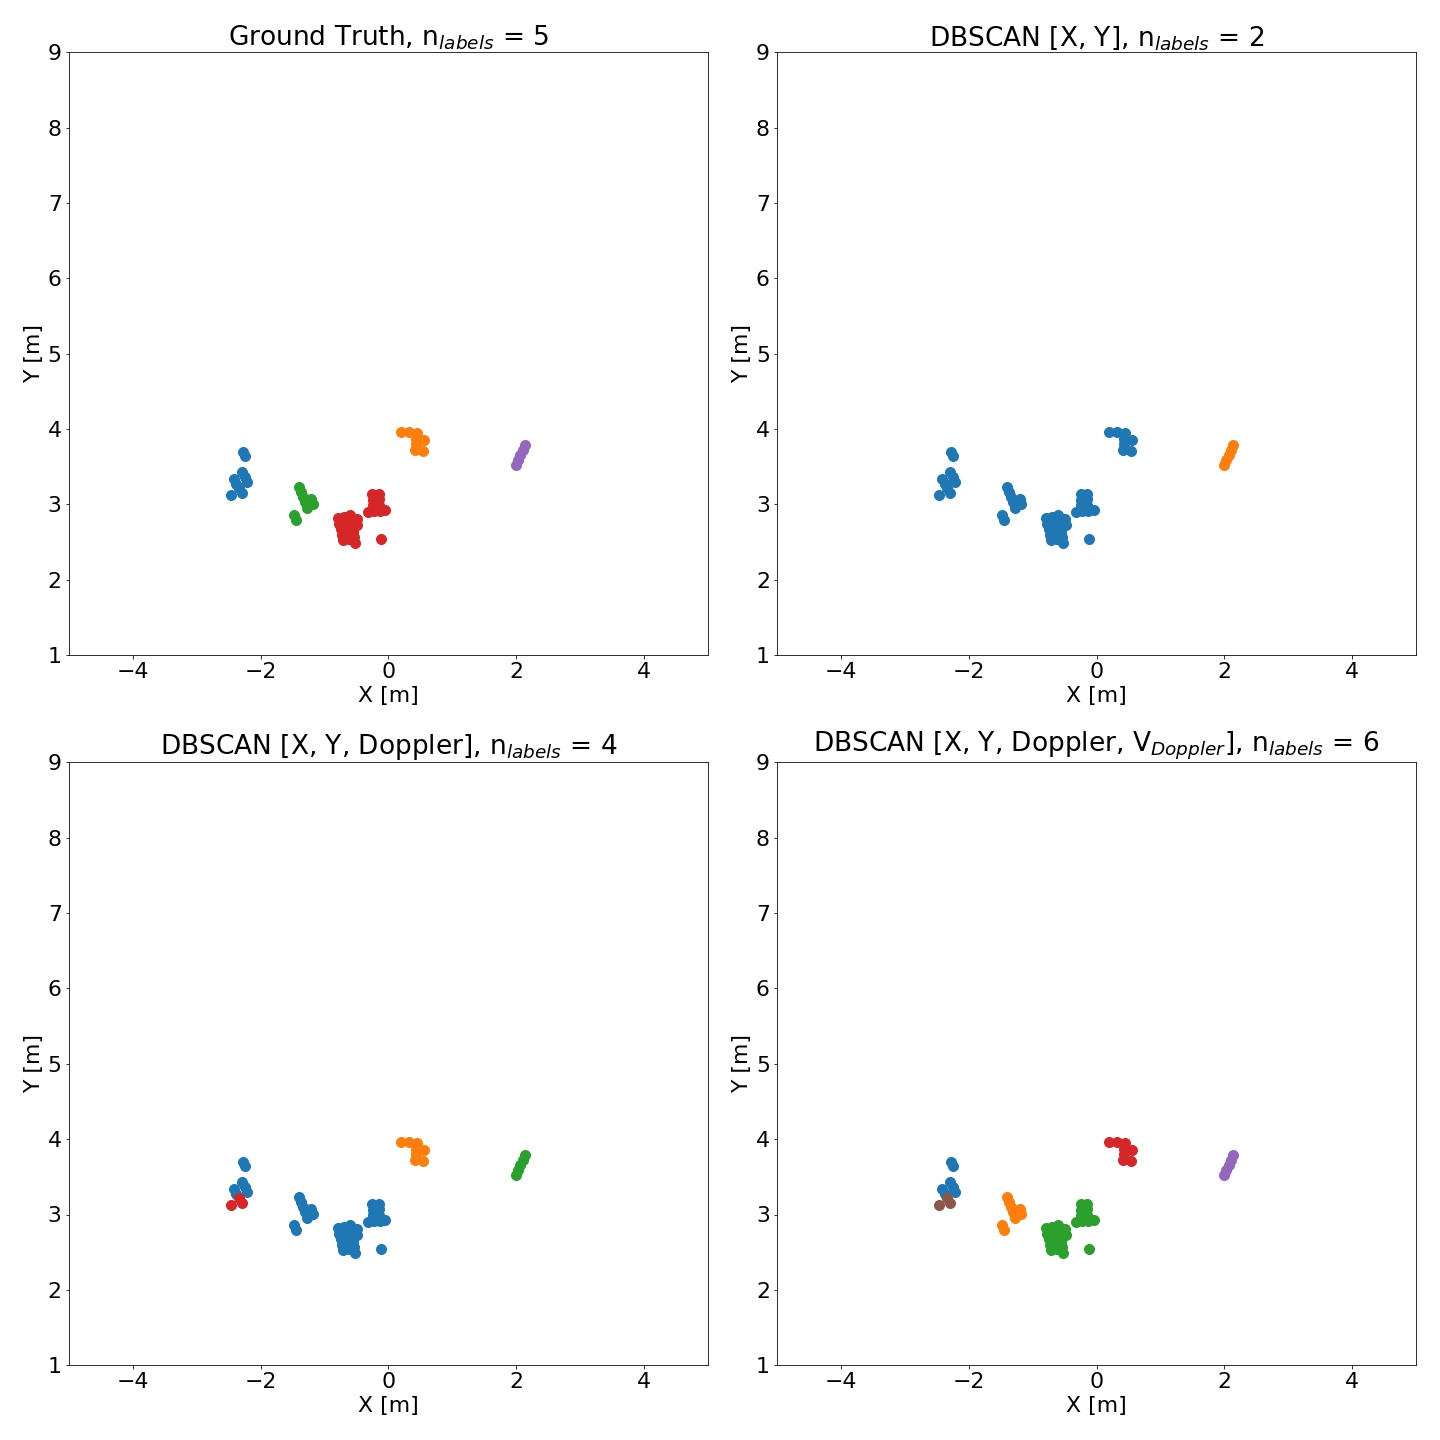 Ground Truth, n_labels = 5
9
8
7
6
5
4
3
2
1
Y [m]
−4 −2 0 2 4
X [m]
DBSCAN [X, Y], n_labels = 2
9
8
7
6
5
4
3
2
1
Y [m]
−4 −2 0 2 4
X [m]
DBSCAN [X, Y, Doppler], n_labels = 4
9
8
7
6
5
4
3
2
1
Y [m]
−4 −2 0 2 4
X [m]
DBSCAN [X, Y, Doppler, V_Doppler], n_labels = 6
9
8
7
6
5
4
3
2
1
Y [m]
−4 −2 0 2 4
X [m]